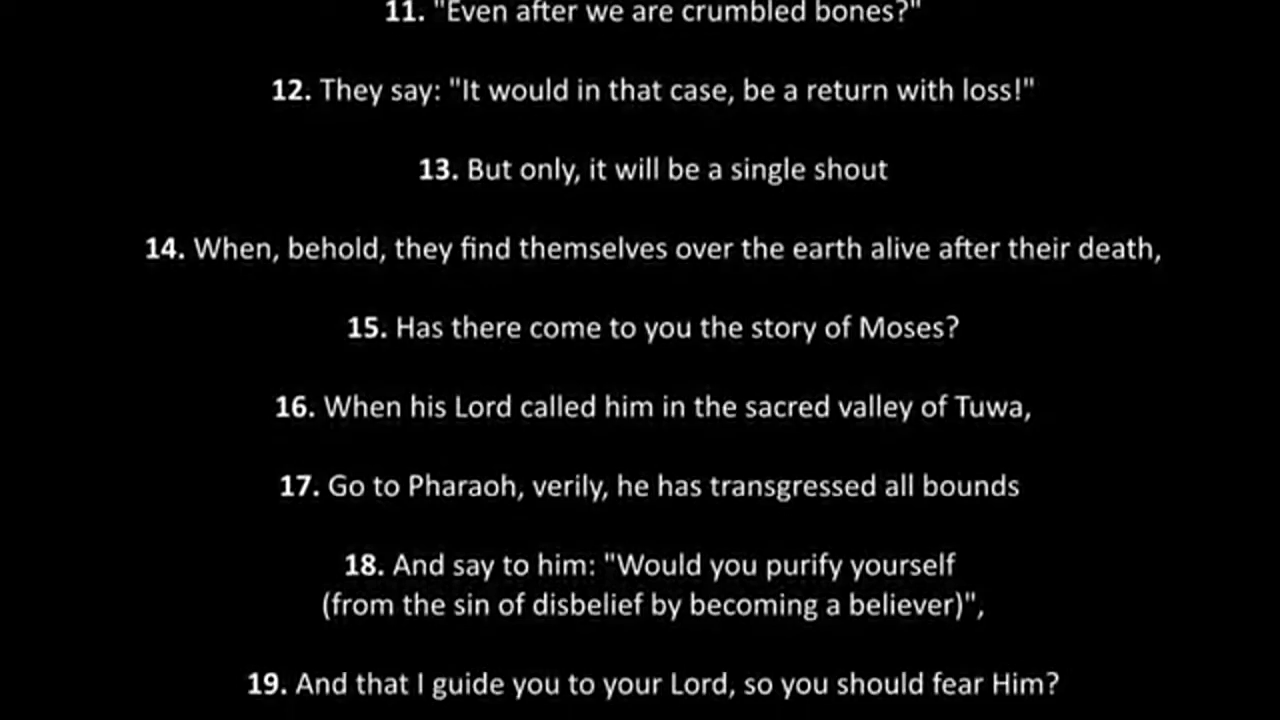 11. "Even after we are crumbled bones?"
12. They say: "It would in that case, be a return with loss!"
13. But only, it will be a single shout
14. When, behold, they find themselves over the earth alive after their death,
15. Has there come to you the story of Moses?
16. When his Lord called him in the sacred valley of Tuwa,
17. Go to Pharaoh, verily, he has transgressed all bounds
18. And say to him: "Would you purify yourself
(from the sin of disbelief by becoming a believer)",
19. And that I guide you to your Lord, so you should fear Him?